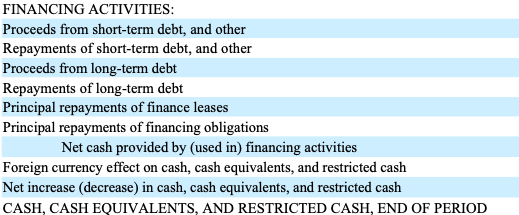 FINANCING ACTIVITIES:
Proceeds from short-term debt, and other
Repayments of short-term debt, and other
Proceeds from long-term debt
Repayments of long-term debt
Principal repayments of finance leases
Principal repayments of financing obligations
Net cash provided by (used in) financing activities
Foreign currency effect on cash, cash equivalents, and restricted cash
Net increase (decrease) in cash, cash equivalents, and restricted cash
CASH, CASH EQUIVALENTS, AND RESTRICTED CASH, END OF PERIOD